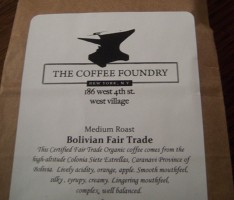 THE COFFEE FOUNDRY
NEW YORK, N.Y.
186 west 4th st.
west village
Medium Roast
Bolivian Fair Trade
This Certified Fair Trade Organic coffee comes from the
high-altitude Colonia Siete Estrellas, Caranavi Province of
Bolivia. Lively acidity, orange, apple. Smooth mouthfeel,
silky, syrupy, creamy. Lingering mouthfeel,
complex, well balanced.